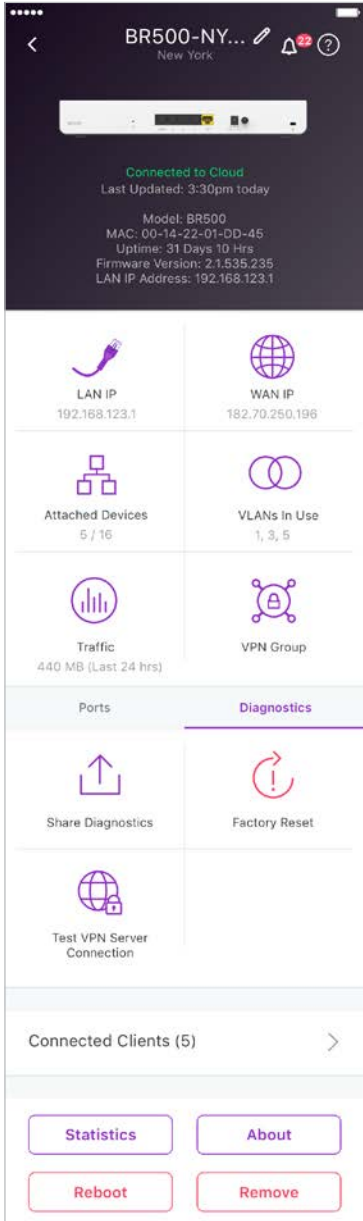 BR500-NY...
22
?
New York
Connected to Cloud
Last Updated: 3:30pm today
Model: BR500
MAC: 00-14-22-01-DD-45
Uptime: 31 Days 10 Hrs
Firmware Version: 2.1.535.235
LAN IP Address: 192.168.123.1
LAN IP
192.168.123.1
WAN IP
182.70.250.196
Attached Devices
5 / 16
VLANs In Use
1, 3, 5
Traffic
440 MB (Last 24 hrs)
VPN Group
Ports
Diagnostics
Share Diagnostics
Factory Reset
Test VPN Server
Connection
Connected Clients (5)
Statistics
About
Reboot
Remove